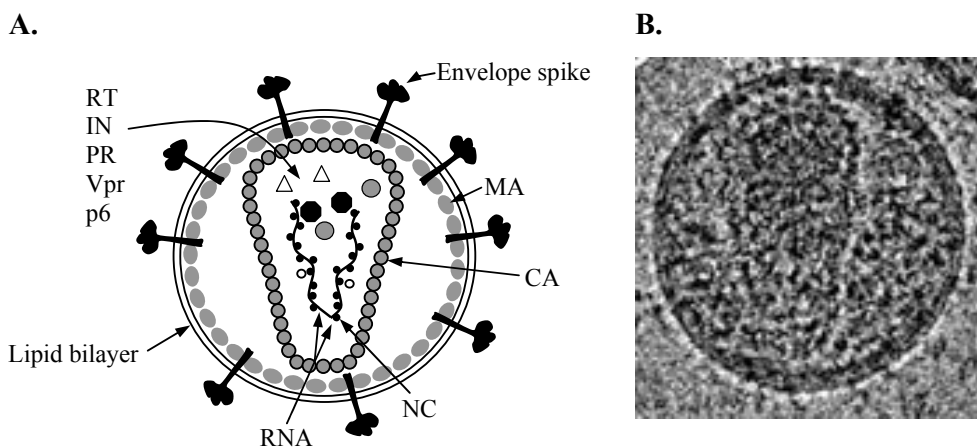 A.
B.
Envelope spike
RT
IN
PR
Vpr
p6
MA
CA
Lipid bilayer
NC
RNA